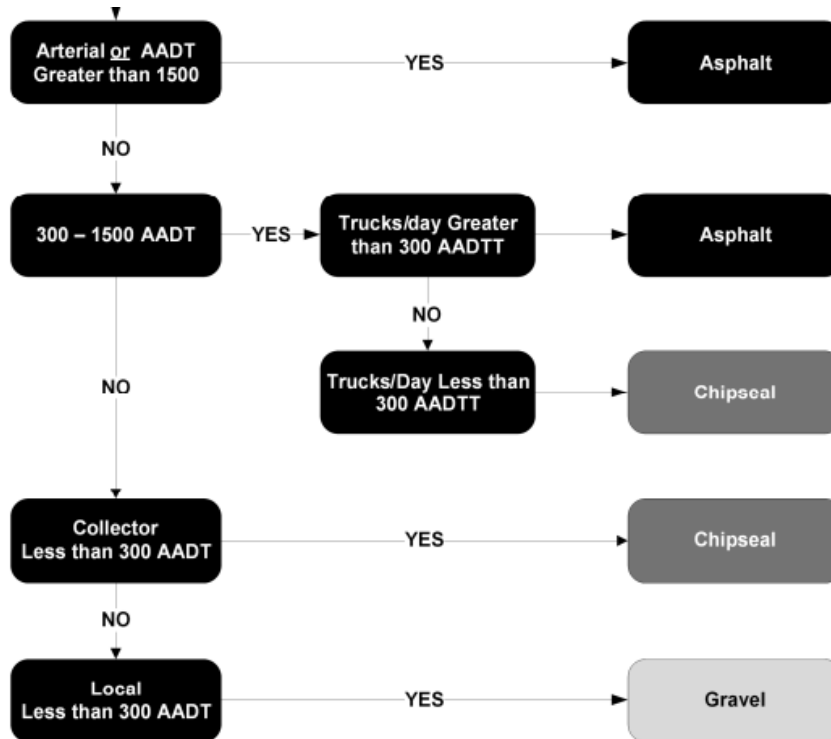 Arterial or AADT
Greater than 1500
YES
Asphalt
NO
300 – 1500 AADT
YES
Trucks/day Greater
than 300 AADTT
Asphalt
NO
NO
Trucks/Day Less than
300 AADTT
Chipseal
Collector
Less than 300 AADT
YES
Chipseal
NO
Local
Less than 300 AADT
YES
Gravel